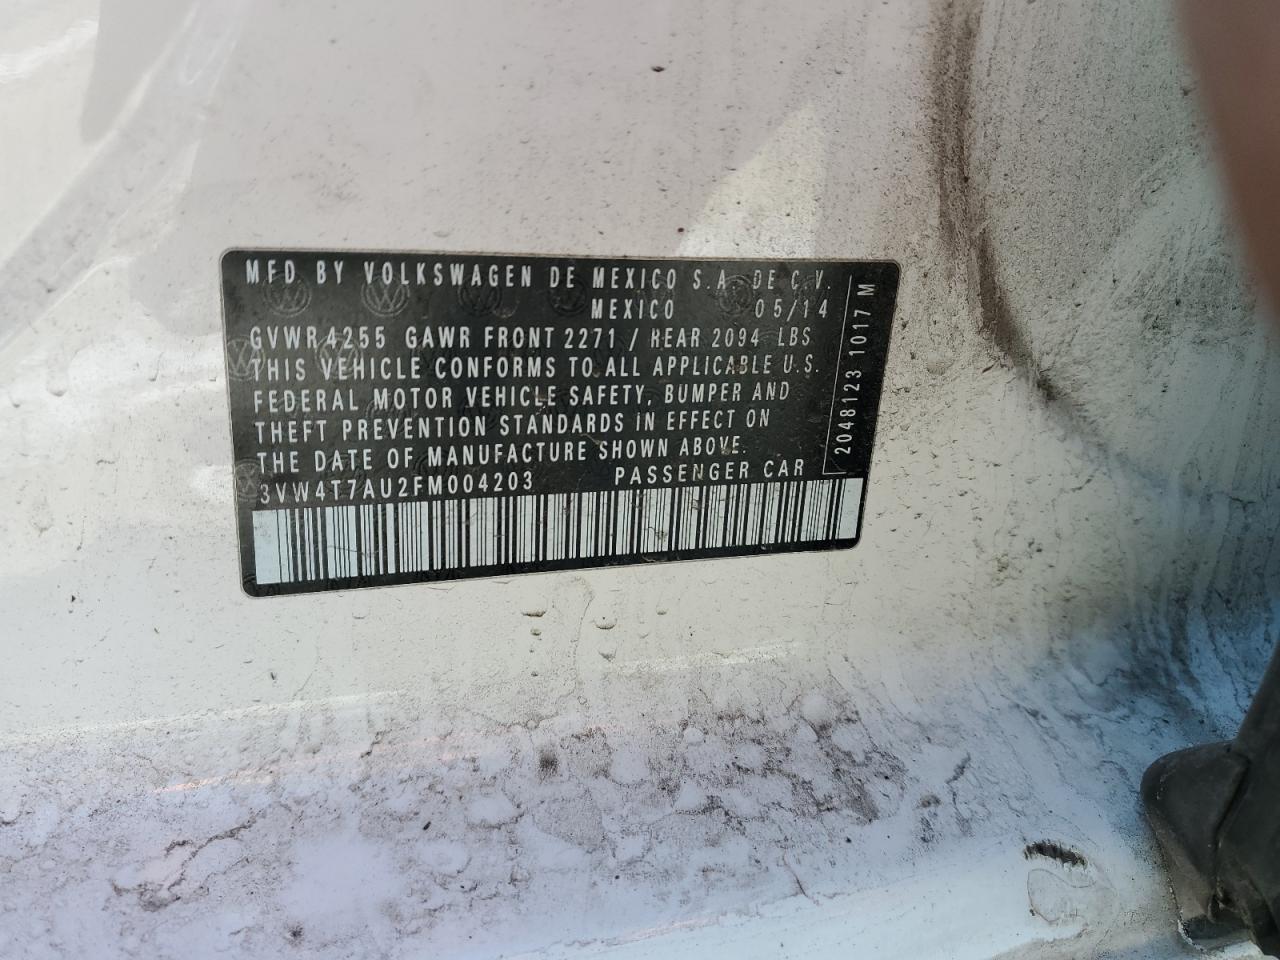 MFD BY VOLKSWAGEN DE MEXICO S.A. DE C.V.
MEXICO 05/14
GVWR 4255 GAWR FRONT 2271 / REAR 2094 LBS
THIS VEHICLE CONFORMS TO ALL APPLICABLE U.S.
FEDERAL MOTOR VEHICLE SAFETY, BUMPER AND
THEFT PREVENTION STANDARDS IN EFFECT ON
THE DATE OF MANUFACTURE SHOWN ABOVE.
3VW4T7AU2FM004203 PASSENGER CAR
2048123 1017 M